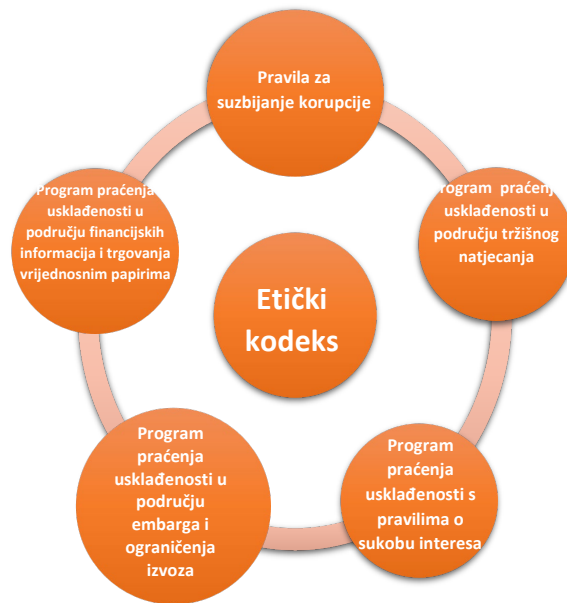 Pravila za
suzbijanje korupcije
Program praćenja
usklađenosti u
području tržišnog
natjecanja
Program
praćenja
usklađenosti s
pravilima o
sukobu interesa
Program
praćenja
usklađenosti u
području
embarga i
ograničenja
izvoza
Program praćenja
usklađenosti u
području financijskih
informacija i trgovanja
vrijednosnim papirima
Etički
kodeks